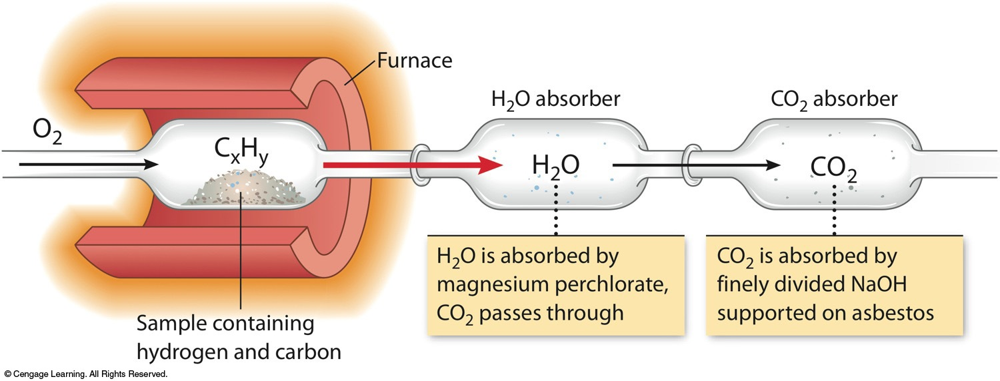 Furnace
H₂O absorber
CO₂ absorber
O₂
CₓHᵧ
H₂O
CO₂
H₂O is absorbed by
magnesium perchlorate,
CO₂ passes through
CO₂ is absorbed by
finely divided NaOH
supported on asbestos
Sample containing
hydrogen and carbon
© Cengage Learning. All Rights Reserved.